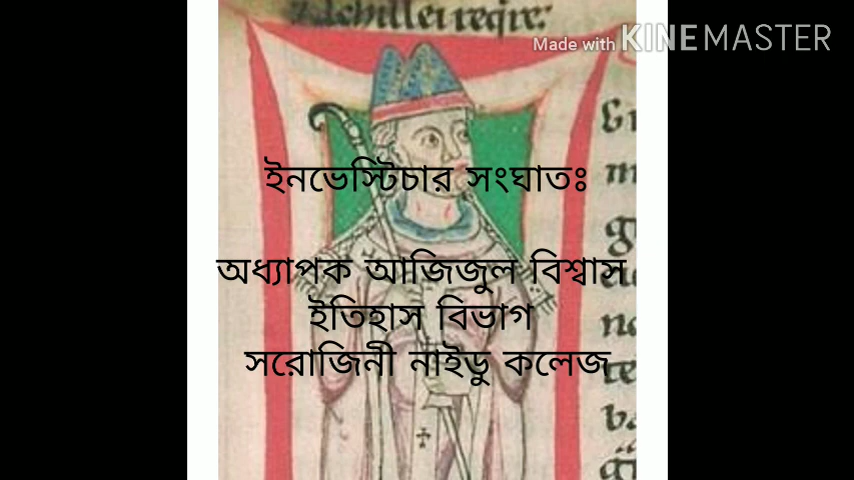 Made with KINEMASTER
ইনভেস্টিচার সংঘাতঃ
অধ্যাপক আজিজুল বিশ্বাস
ইতিহাস বিভাগ
সরোজিনী নাইডু কলেজ